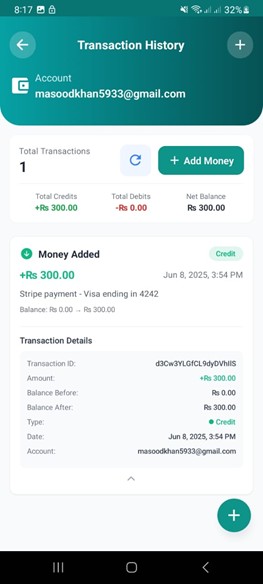 8:17 32%
Transaction History
Account
masoodkhan5933@gmail.com
Total Transactions
1
Add Money
Total Credits Total Debits Net Balance
+₨ 300.00 -₨ 0.00 ₨ 300.00
Money Added Credit
+₨ 300.00 Jun 8, 2025, 3:54 PM
Stripe payment - Visa ending in 4242
Balance: ₨ 0.00 → ₨ 300.00
Transaction Details
Transaction ID: d3Cw3YLGfCL9dyDVhIlS
Amount: +₨ 300.00
Balance Before: ₨ 0.00
Balance After: ₨ 300.00
Type: Credit
Date: Jun 8, 2025, 3:54 PM
Account: masoodkhan5933@gmail.com